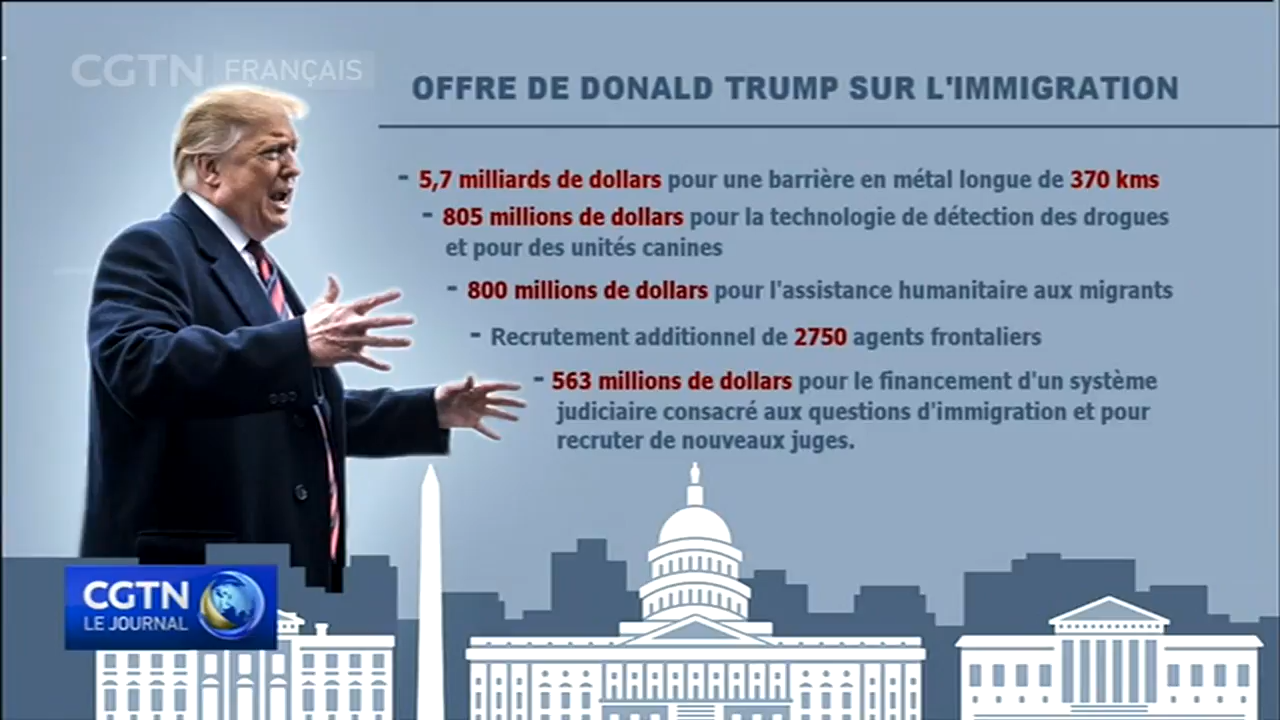 CGTN FRANÇAIS
OFFRE DE DONALD TRUMP SUR L'IMMIGRATION
- 5,7 milliards de dollars pour une barrière en métal longue de 370 kms
- 805 millions de dollars pour la technologie de détection des drogues
et pour des unités canines
- 800 millions de dollars pour l'assistance humanitaire aux migrants
- Recrutement additionnel de 2750 agents frontaliers
- 563 millions de dollars pour le financement d'un système
judiciaire consacré aux questions d'immigration et pour
recruter de nouveaux juges.
CGTN
LE JOURNAL